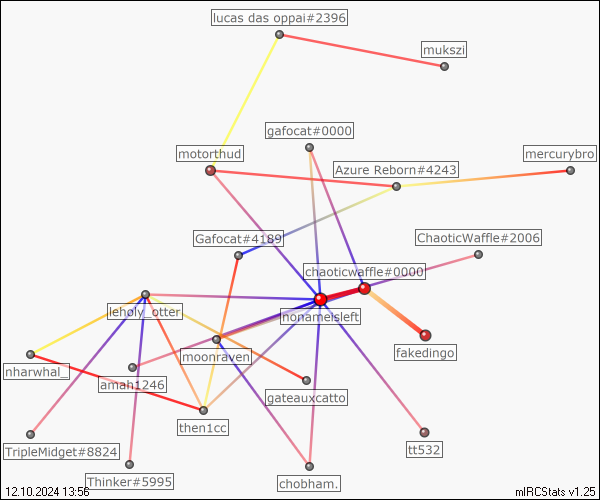 lucas das oppai#2396
mukszi
gafocat#0000
motorthud
mercurybro
Azure Reborn#4243
Gafocat#4189
ChaoticWaffle#2006
chaoticwaffle#0000
leholy_otter
nonameisleft
moonraven
fakedingo
nharwhal_
amah1246
gateauxcatto
then1cc
tt532
TripleMidget#8824
Thinker#5995
chobham.
12.10.2024 13:56
mIRCStats v1.25